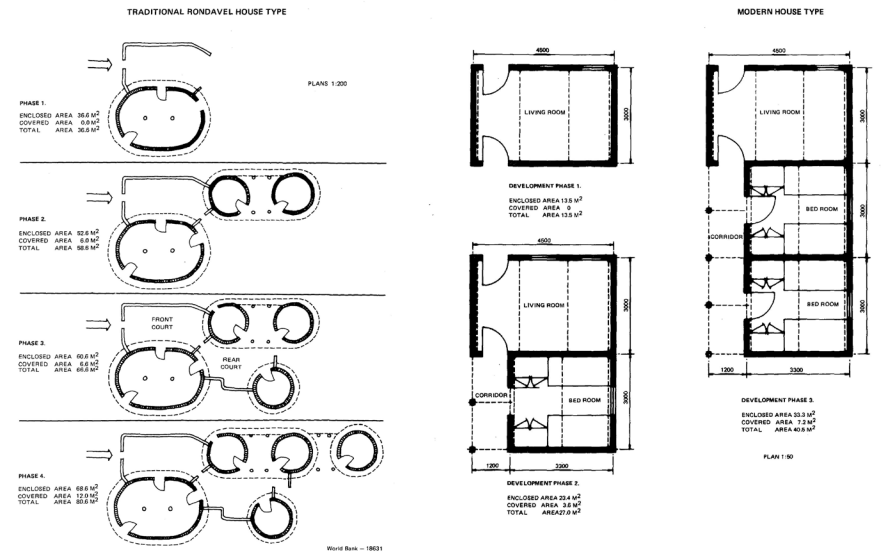 TRADITIONAL RONDAVEL HOUSE TYPE
PLANS 1:200
PHASE 1.
ENCLOSED AREA 36.6 M2
COVERED AREA 0.0 M2
TOTAL AREA 36.5 M2
PHASE 2.
ENCLOSED AREA 52.6 M2
COVERED AREA 6.0 M2
TOTAL AREA 58.6 M2
FRONT
COURT
REAR
COURT
PHASE 3.
ENCLOSED AREA 60.6 M2
COVERED AREA 6.6 M2
TOTAL AREA 66.6 M2
PHASE 4.
ENCLOSED AREA 68.6 M2
COVERED AREA 12.0 M2
TOTAL AREA 80.6 M2
World Bank — 18631
4500
LIVING ROOM
3000
DEVELOPMENT PHASE 1.
ENCLOSED AREA 13.5 M2
COVERED AREA 0
TOTAL AREA 13.5 M2
4500
LIVING ROOM
3000
CORRIDOR
BED ROOM
3000
1200
3300
DEVELOPMENT PHASE 2.
ENCLOSED AREA 23.4 M2
COVERED AREA 3.6 M2
TOTAL AREA 27.0 M2
MODERN HOUSE TYPE
4500
LIVING ROOM
3000
BED ROOM
3000
CORRIDOR
BED ROOM
3000
1200
3300
DEVELOPMENT PHASE 3.
ENCLOSED AREA 33.3 M2
COVERED AREA 7.2 M2
TOTAL AREA 40.5 M2
PLAN 1:50